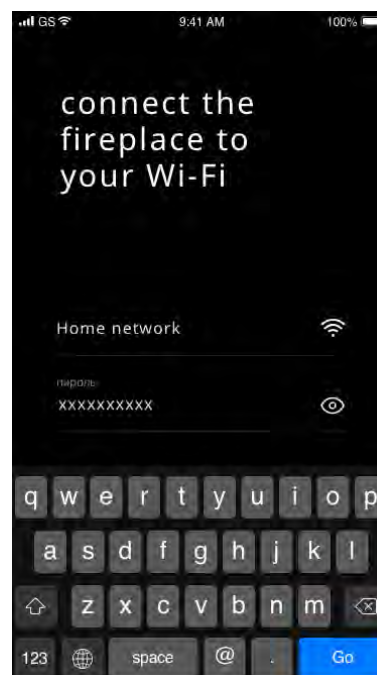 GS 9:41 AM 100%
connect the
fireplace to
your Wi-Fi
Home network
пароль
xxxxxxxxxx
q w e r t y u i o p
a s d f g h j k l
z x c v b n m
123 space @ . Go